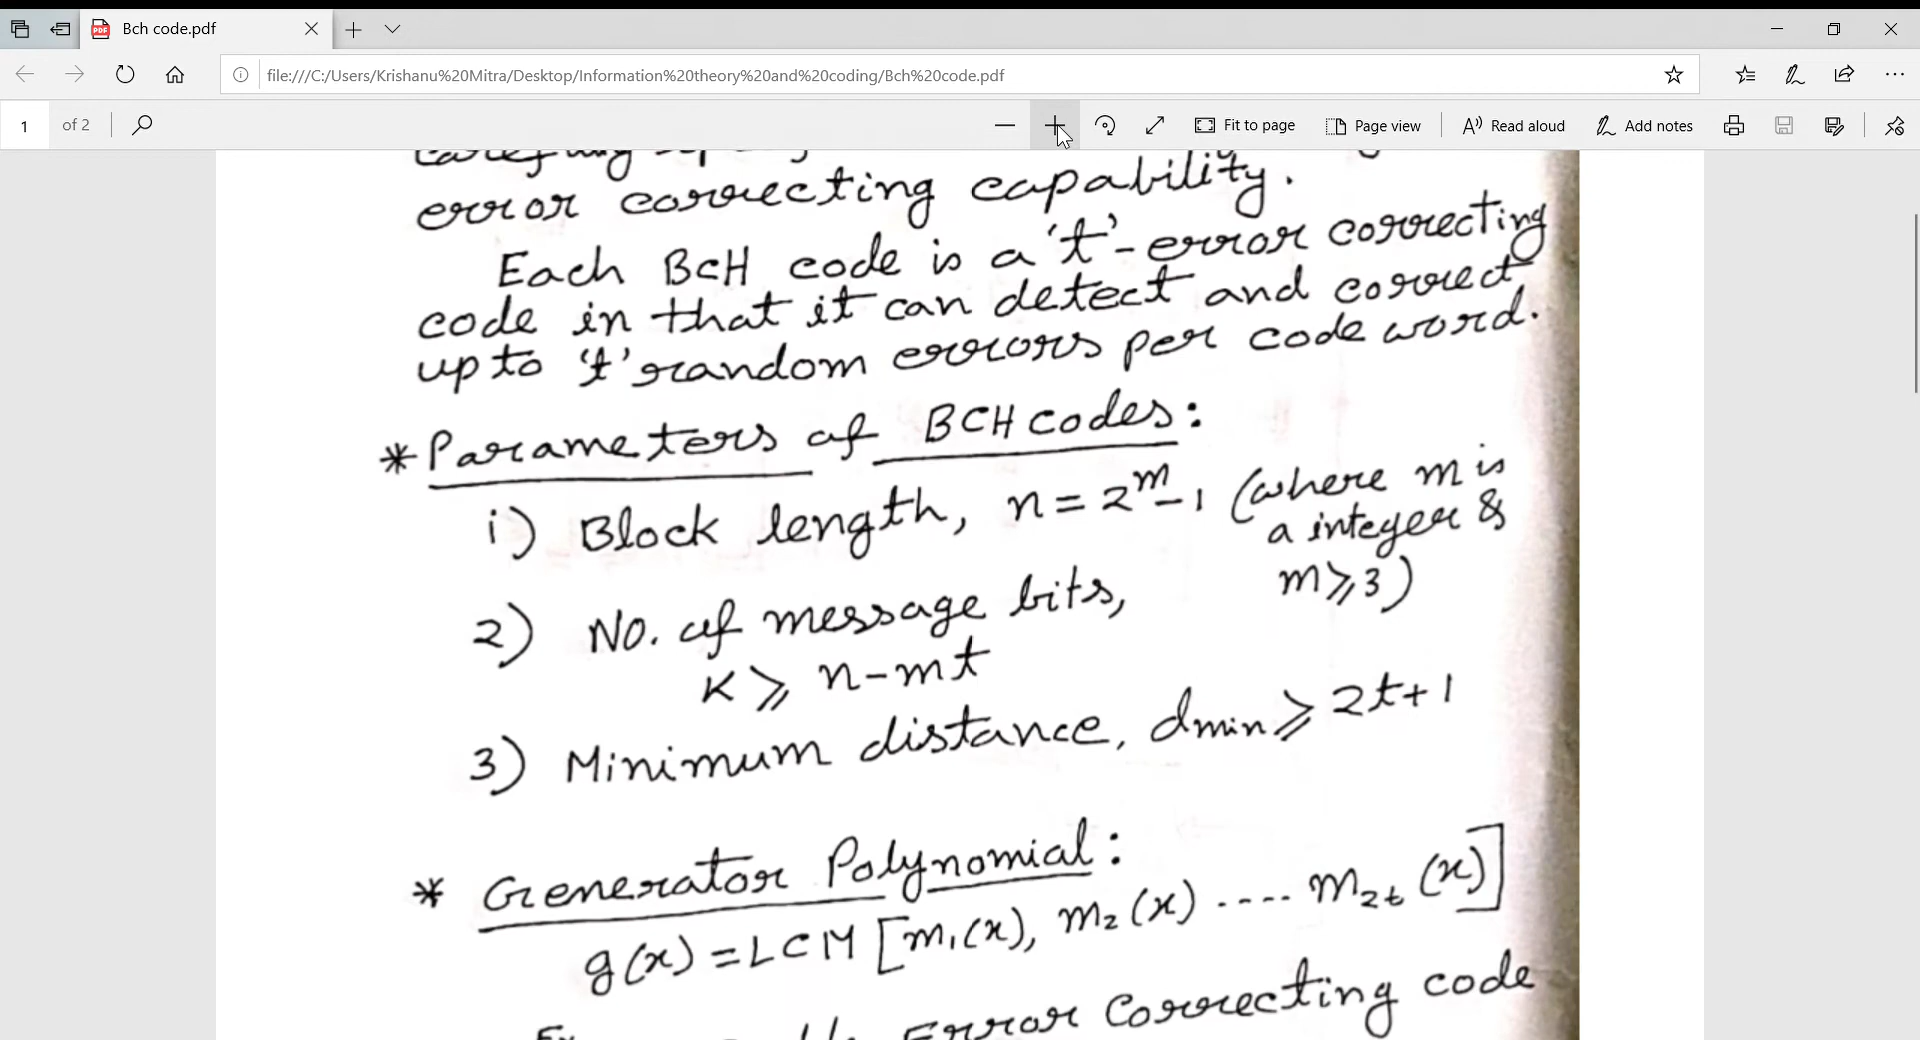 Bch code.pdf
file:///C:/Users/Krishanu%20Mitra/Desktop/Information%20theory%20and%20coding/Bch%20code.pdf
1 of 2
Fit to page Page view Read aloud Add notes
error correcting capability.
Each BCH code is a 't'-error correcting
code in that it can detect and correct
up to 't' random errors per code word.
* Parameters of BCH codes:
i) Block length, n = 2^m - 1 (where m is
a integer &
m ≥ 3)
2) No. of message bits,
K ≥ n-mt
3) Minimum distance, dmin ≥ 2t+1
* Generator Polynomial:
g(x) = LCM [m₁(x), m₂(x) .... m₂t (x)]
Error Correcting code